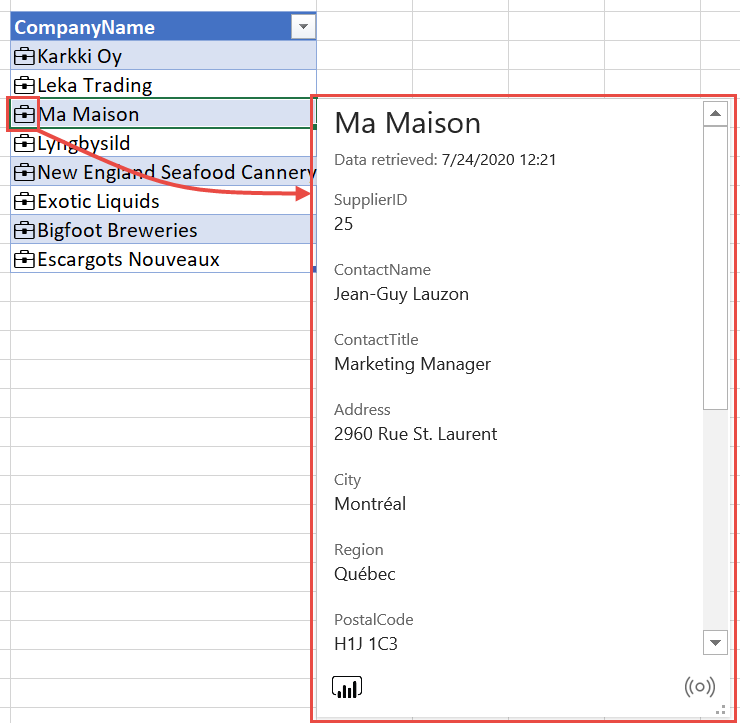 CompanyName
Karkki Oy
Leka Trading
Ma Maison
Lyngbysild
New England Seafood Cannery
Exotic Liquids
Bigfoot Breweries
Escargots Nouveaux
Ma Maison
Data retrieved: 7/24/2020 12:21
SupplierID
25
ContactName
Jean-Guy Lauzon
ContactTitle
Marketing Manager
Address
2960 Rue St. Laurent
City
Montréal
Region
Québec
PostalCode
H1J 1C3